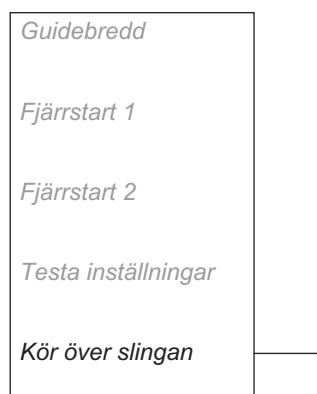 Guidebredd
Fjärrstart 1
Fjärrstart 2
Testa inställningar
Kör över slingan